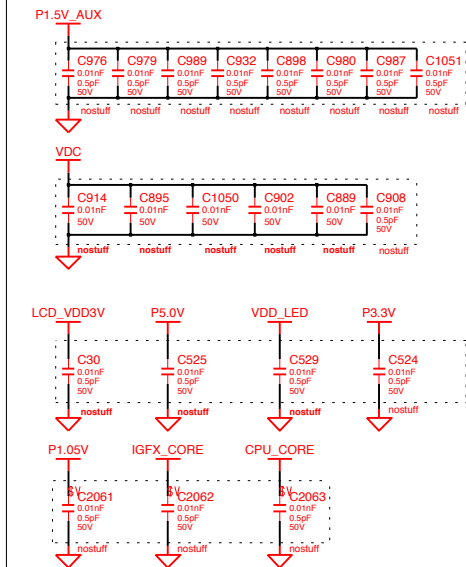 P1.5V_AUX
C976 C979 C989 C932 C898 C980 C987 C1051
0.01nF 0.01nF 0.01nF 0.01nF 0.01nF 0.01nF 0.01nF 0.01nF
0.5pF 0.5pF 0.5pF 0.5pF 0.5pF 0.5pF 0.5pF 0.5pF
50V 50V 50V 50V 50V 50V 50V 50V
nostuff nostuff nostuff nostuff nostuff nostuff nostuff nostuff
VDC
C914 C895 C1050 C902 C889 C908
0.01nF 0.01nF 0.01nF 0.01nF 0.01nF 0.01nF
0.5pF
50V 50V 50V 50V 50V 50V
nostuff nostuff nostuff nostuff nostuff nostuff
LCD_VDD3V P5.0V VDD_LED P3.3V
C30 C525 C529 C524
0.01nF 0.01nF 0.01nF 0.01nF
0.5pF 0.5pF 0.5pF 0.5pF
50V 50V 50V 50V
nostuff nostuff nostuff nostuff
P1.05V IGFX_CORE CPU_CORE
C2061 C2062 C2063
0.01nF 0.01nF 0.01nF
0.5pF 0.5pF 0.5pF
50V 50V 50V
nostuff nostuff nostuff